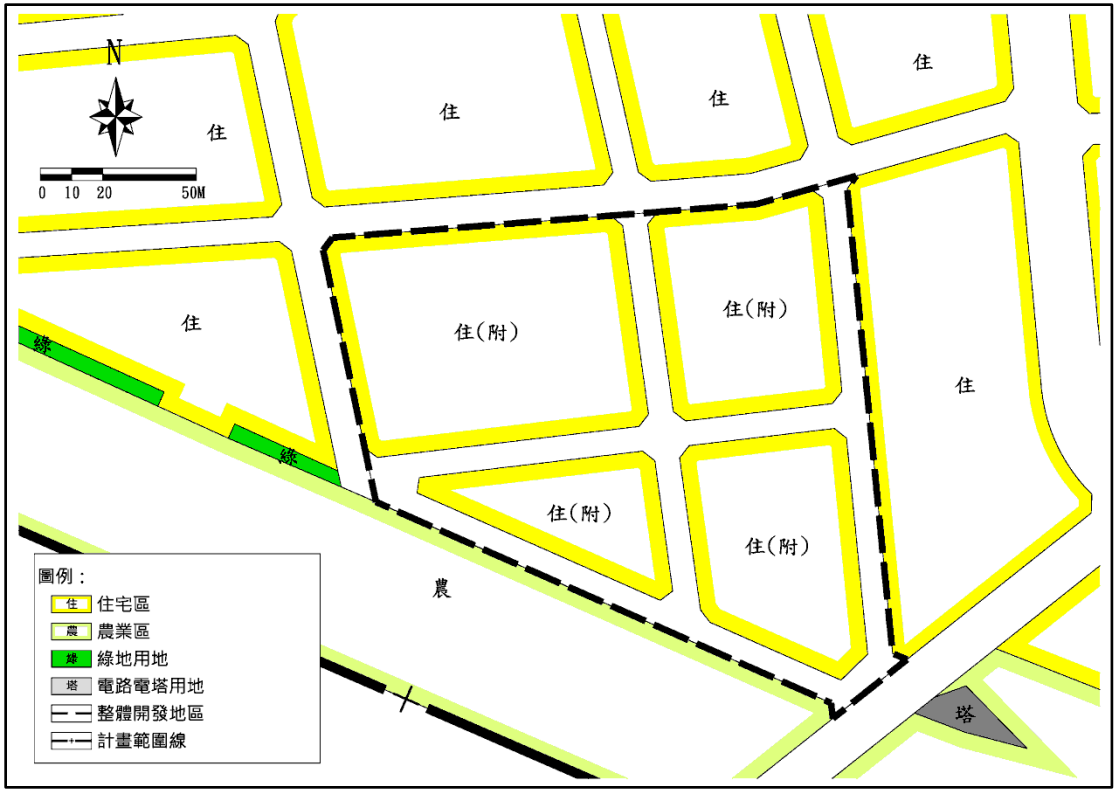 N
住
住
住
住
0 10 20 50M
住
住(附)
住(附)
住
綠
綠
住(附)
住(附)
農
塔
圖例：
住 住宅區
農 農業區
綠 綠地用地
塔 電路電塔用地
整體開發地區
計畫範圍線